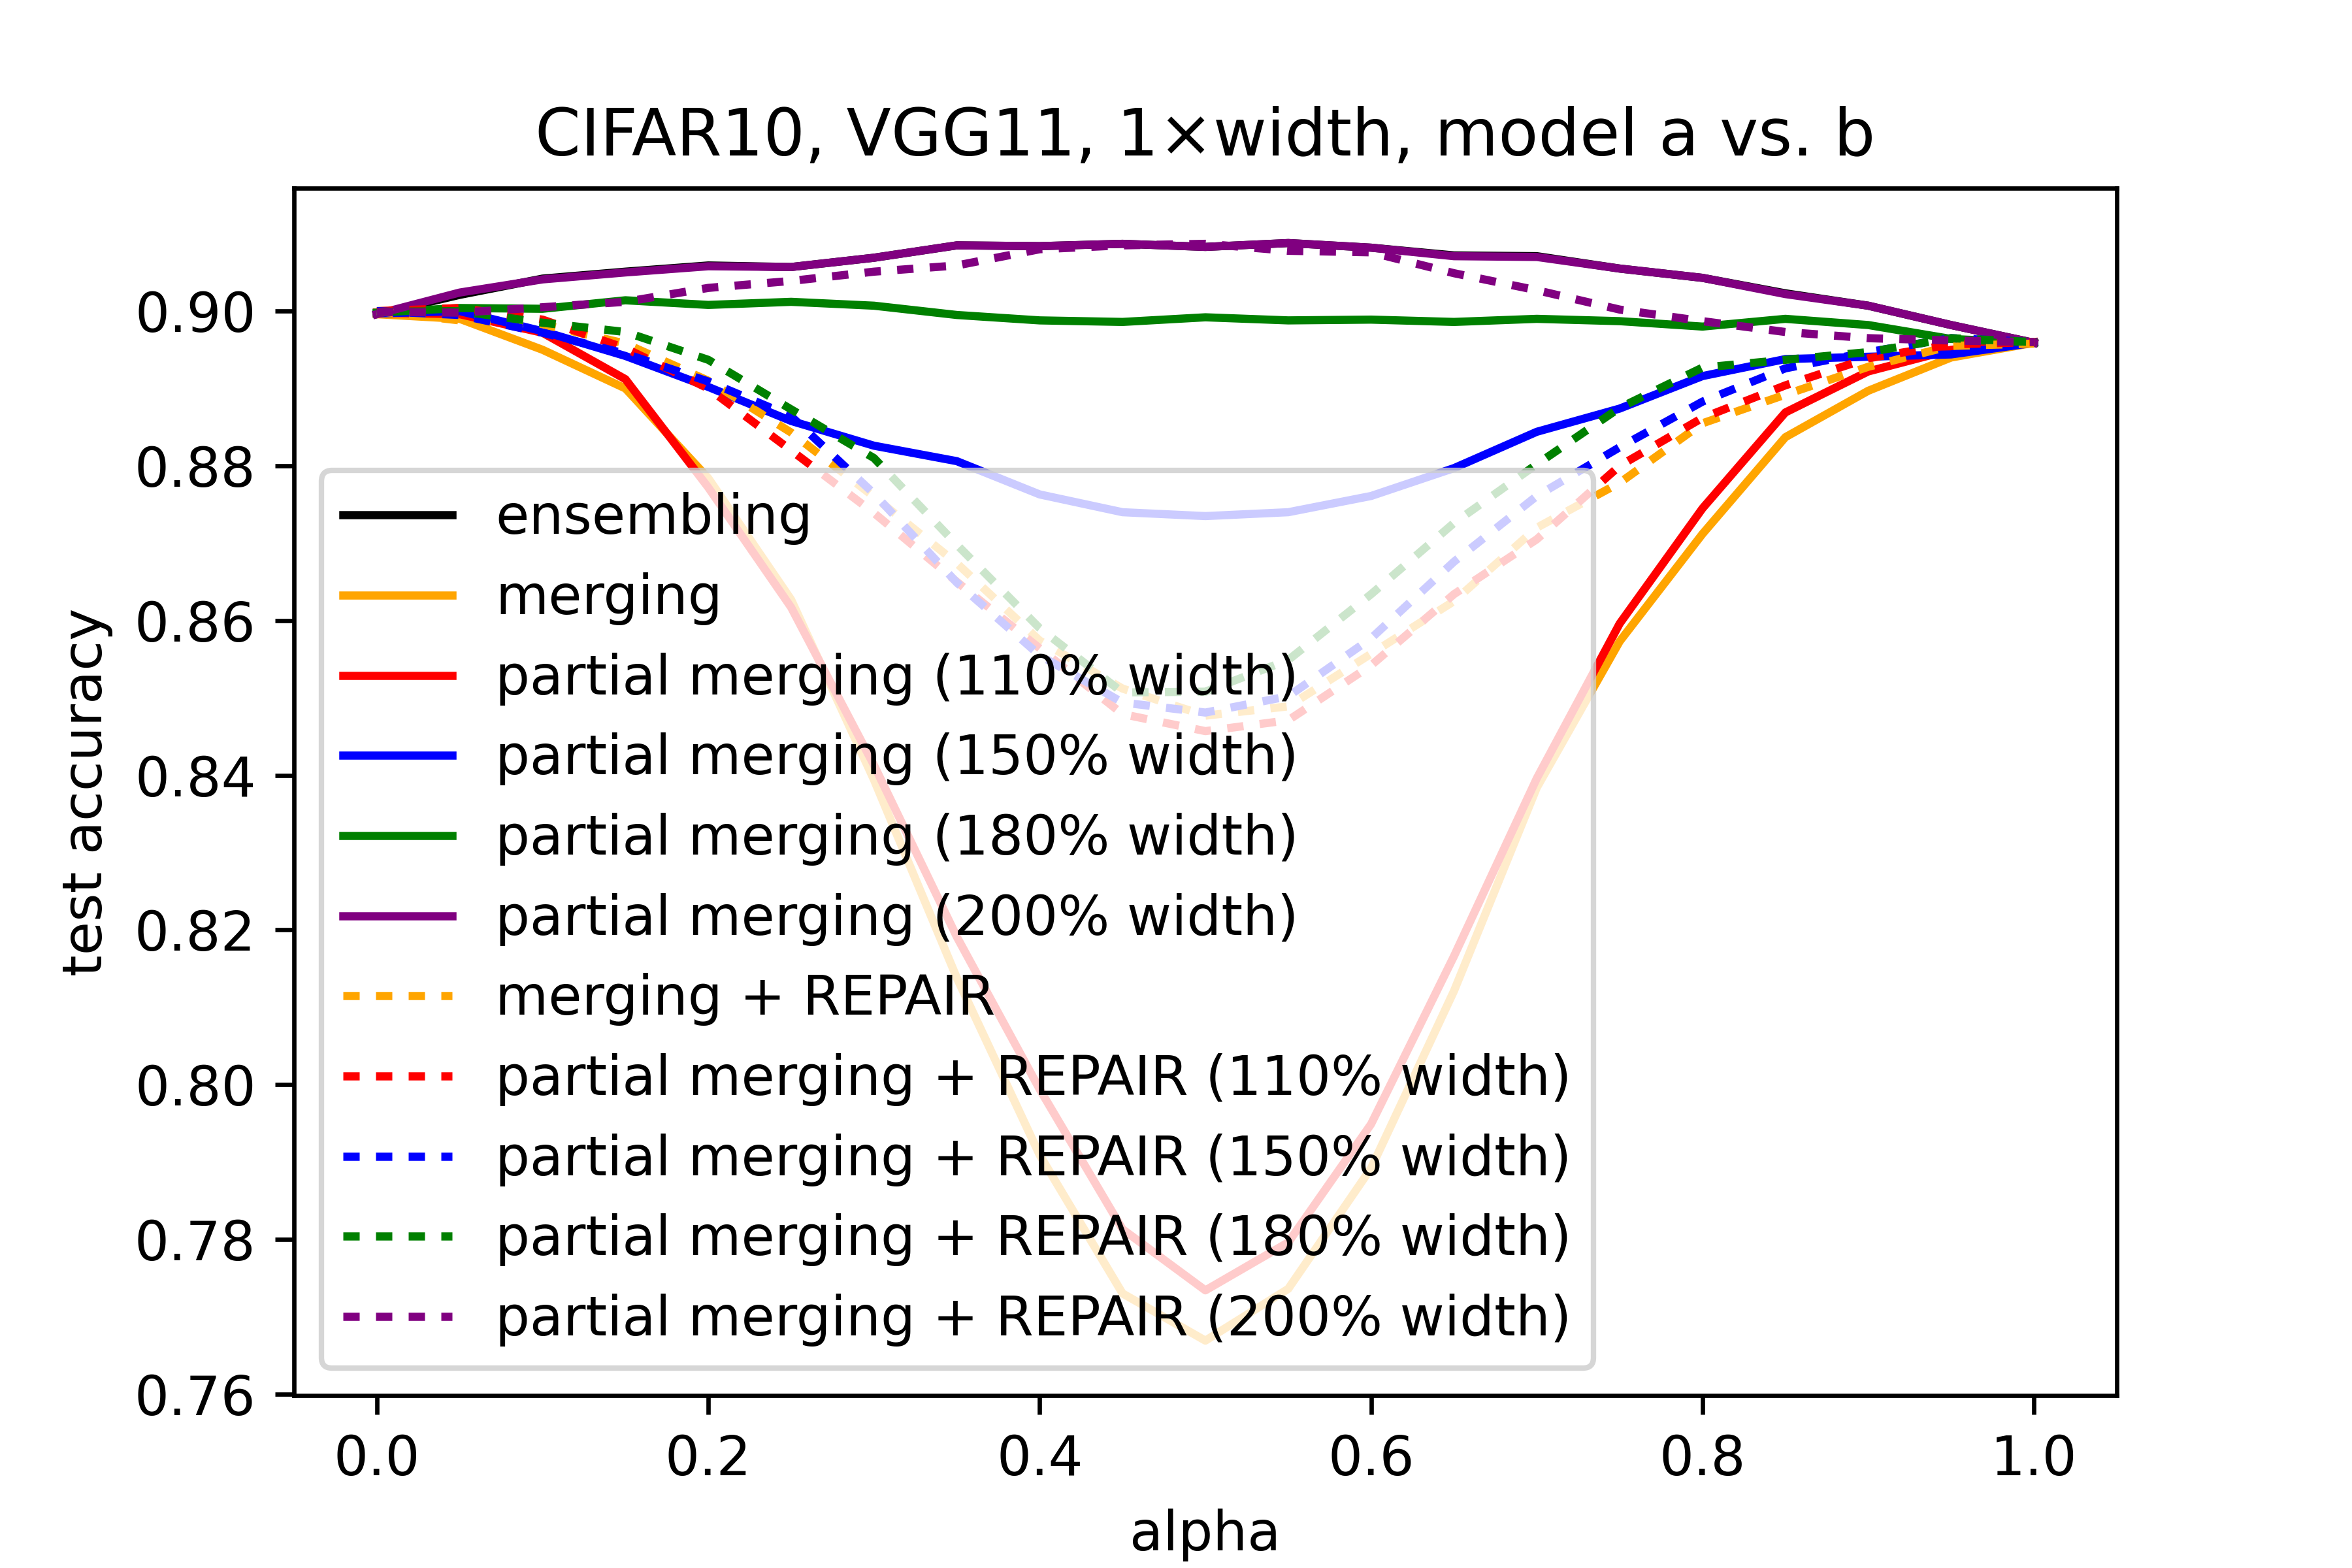 CIFAR10, VGG11, 1×width, model a vs. b
test accuracy
0.90
0.88
0.86
0.84
0.82
0.80
0.78
0.76
ensembling
merging
partial merging (110% width)
partial merging (150% width)
partial merging (180% width)
partial merging (200% width)
merging + REPAIR
partial merging + REPAIR (110% width)
partial merging + REPAIR (150% width)
partial merging + REPAIR (180% width)
partial merging + REPAIR (200% width)
0.0 0.2 0.4 0.6 0.8 1.0
alpha